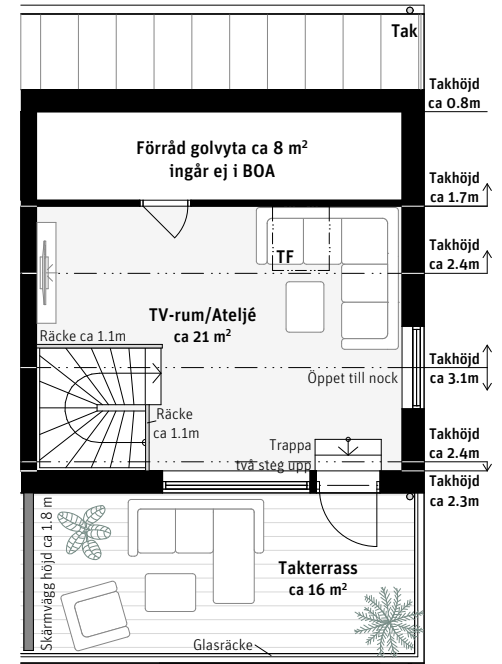 Tak
Takhöjd
ca 0.8m
Förråd golvyta ca 8 m²
ingår ej i BOA
Takhöjd
ca 1.7m
TF
Takhöjd
ca 2.4m
TV-rum/Ateljé
ca 21 m²
Räcke ca 1.1m
Takhöjd
ca 3.1m
Öppet till nock
Räcke
ca 1.1m
Takhöjd
ca 2.4m
Trappa
två steg upp
Takhöjd
ca 2.3m
Skärmvägg höjd ca 1.8 m
Takterrass
ca 16 m²
Glasräcke